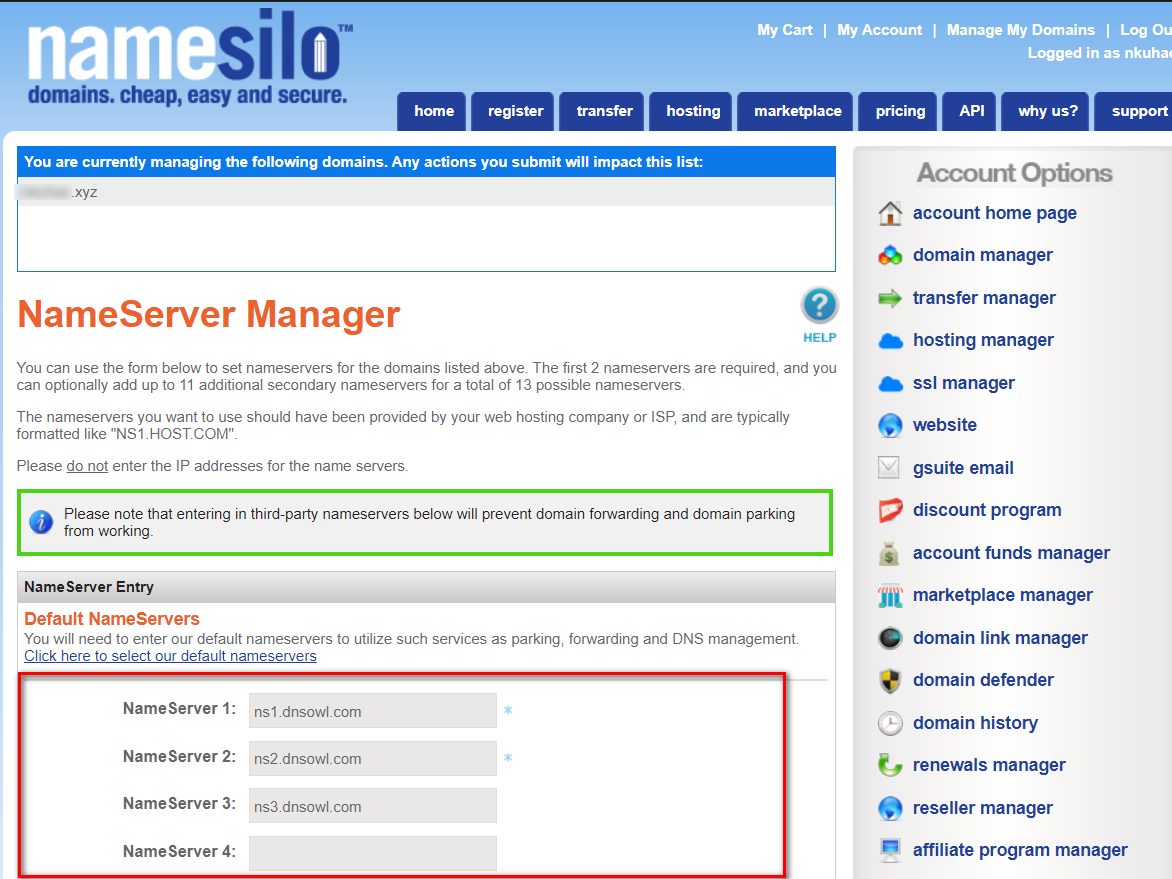 namesilo™
domains. cheap, easy and secure.
My Cart | My Account | Manage My Domains | Log
Logged in as
home register transfer hosting marketplace pricing API why us? support
You are currently managing the following domains. Any actions you submit will impact this list:
.xyz
NameServer Manager
HELP
You can use the form below to set nameservers for the domains listed above. The first 2 nameservers are required, and you
can optionally add up to 11 additional secondary nameservers for a total of 13 possible nameservers.
The nameservers you want to use should have been provided by your web hosting company or ISP, and are typically
formatted like "NS1.HOST.COM".
Please do not enter the IP addresses for the name servers.
Please note that entering in third-party nameservers below will prevent domain forwarding and domain parking
from working.
NameServer Entry
Default NameServers
You will need to enter our default nameservers to utilize such services as parking, forwarding and DNS management.
Click here to select our default nameservers
NameServer 1: ns1.dnsowl.com *
NameServer 2: ns2.dnsowl.com *
NameServer 3: ns3.dnsowl.com
NameServer 4:
Account Options
account home page
domain manager
transfer manager
hosting manager
ssl manager
website
gsuite email
discount program
account funds manager
marketplace manager
domain link manager
domain defender
domain history
renewals manager
reseller manager
affiliate program manager